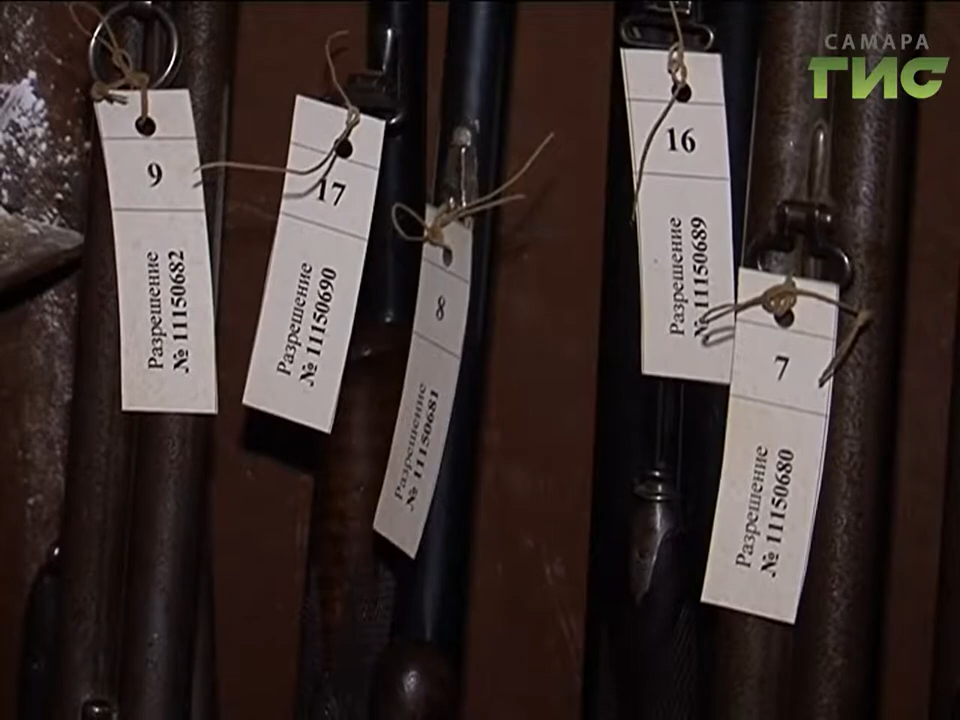 САМАРА
ГИС
9
Разрешение
№ 11150682
17
Разрешение
№ 11150690
8
Разрешение
№ 11150681
16
Разрешение
№ 11150689
7
Разрешение
№ 11150680